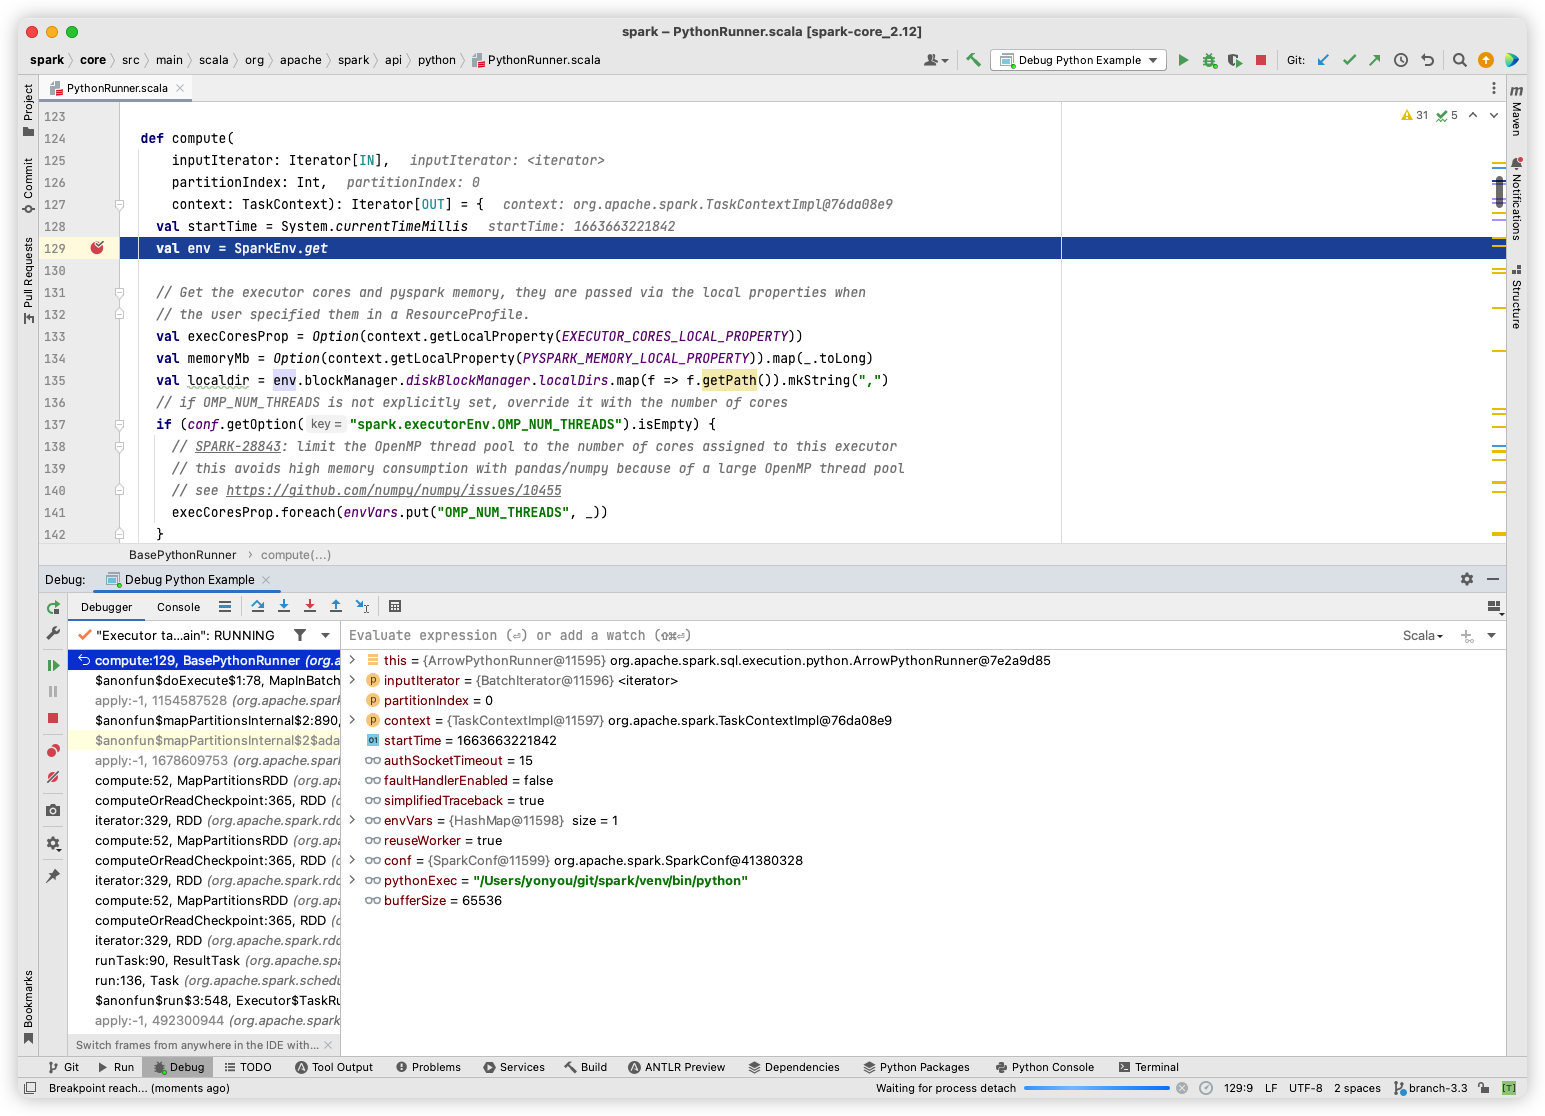 spark – PythonRunner.scala [spark-core_2.12]
spark core src main scala org apache spark api python PythonRunner.scala
Debug Python Example
Git:
PythonRunner.scala
31 5
123
124 def compute(
125 inputIterator: Iterator[IN], inputIterator: <iterator>
126 partitionIndex: Int, partitionIndex: 0
127 context: TaskContext): Iterator[OUT] = { context: org.apache.spark.TaskContextImpl@76da08e9
128 val startTime = System.currentTimeMillis startTime: 1663663221842
129 val env = SparkEnv.get
130
131 // Get the executor cores and pyspark memory, they are passed via the local properties when
132 // the user specified them in a ResourceProfile.
133 val execCoresProp = Option(context.getLocalProperty(EXECUTOR_CORES_LOCAL_PROPERTY))
134 val memoryMb = Option(context.getLocalProperty(PYSPARK_MEMORY_LOCAL_PROPERTY)).map(_.toLong)
135 val localdir = env.blockManager.diskBlockManager.localDirs.map(f => f.getPath()).mkString(",")
136 // if OMP_NUM_THREADS is not explicitly set, override it with the number of cores
137 if (conf.getOption( key = "spark.executorEnv.OMP_NUM_THREADS").isEmpty) {
138 // SPARK-28843: limit the OpenMP thread pool to the number of cores assigned to this executor
139 // this avoids high memory consumption with pandas/numpy because of a large OpenMP thread pool
140 // see https://github.com/numpy/numpy/issues/10455
141 execCoresProp.foreach(envVars.put("OMP_NUM_THREADS", _))
142 }
BasePythonRunner compute(...)
Project
Commit
Pull Requests
Bookmarks
m
Maven
Notifications
Structure
Debug: Debug Python Example
Debugger Console
"Executor ta...ain": RUNNING
Evaluate expression (⏎) or add a watch (⇧⌘⏎)
Scala
compute:129, BasePythonRunner (org.a
$anonfun$doExecute$1:78, MapInBatch
apply:-1, 1154587528 (org.apache.spark
$anonfun$mapPartitionsInternal$2:890,
$anonfun$mapPartitionsInternal$2$ada
apply:-1, 1678609753 (org.apache.spark
compute:52, MapPartitionsRDD (org.apa
computeOrReadCheckpoint:365, RDD (o
iterator:329, RDD (org.apache.spark.rdd
compute:52, MapPartitionsRDD (org.apa
computeOrReadCheckpoint:365, RDD (o
iterator:329, RDD (org.apache.spark.rdd
compute:52, MapPartitionsRDD (org.apa
computeOrReadCheckpoint:365, RDD (o
iterator:329, RDD (org.apache.spark.rdd
runTask:90, ResultTask (org.apache.spa
run:136, Task (org.apache.spark.schedu
$anonfun$run$3:548, Executor$TaskRu
apply:-1, 492300944 (org.apache.spark
Switch frames from anywhere in the IDE with...
this = {ArrowPythonRunner@11595} org.apache.spark.sql.execution.python.ArrowPythonRunner@7e2a9d85
p inputIterator = {BatchIterator@11596} <iterator>
p partitionIndex = 0
p context = {TaskContextImpl@11597} org.apache.spark.TaskContextImpl@76da08e9
01 startTime = 1663663221842
authSocketTimeout = 15
faultHandlerEnabled = false
simplifiedTraceback = true
envVars = {HashMap@11598} size = 1
reuseWorker = true
conf = {SparkConf@11599} org.apache.spark.SparkConf@41380328
pythonExec = "/Users/yonyou/git/spark/venv/bin/python"
bufferSize = 65536
Git Run Debug TODO Tool Output Problems Services Build ANTLR Preview Dependencies Python Packages Python Console Terminal
Breakpoint reach... (moments ago) Waiting for process detach 129:9 LF UTF-8 2 spaces branch-3.3 [T]